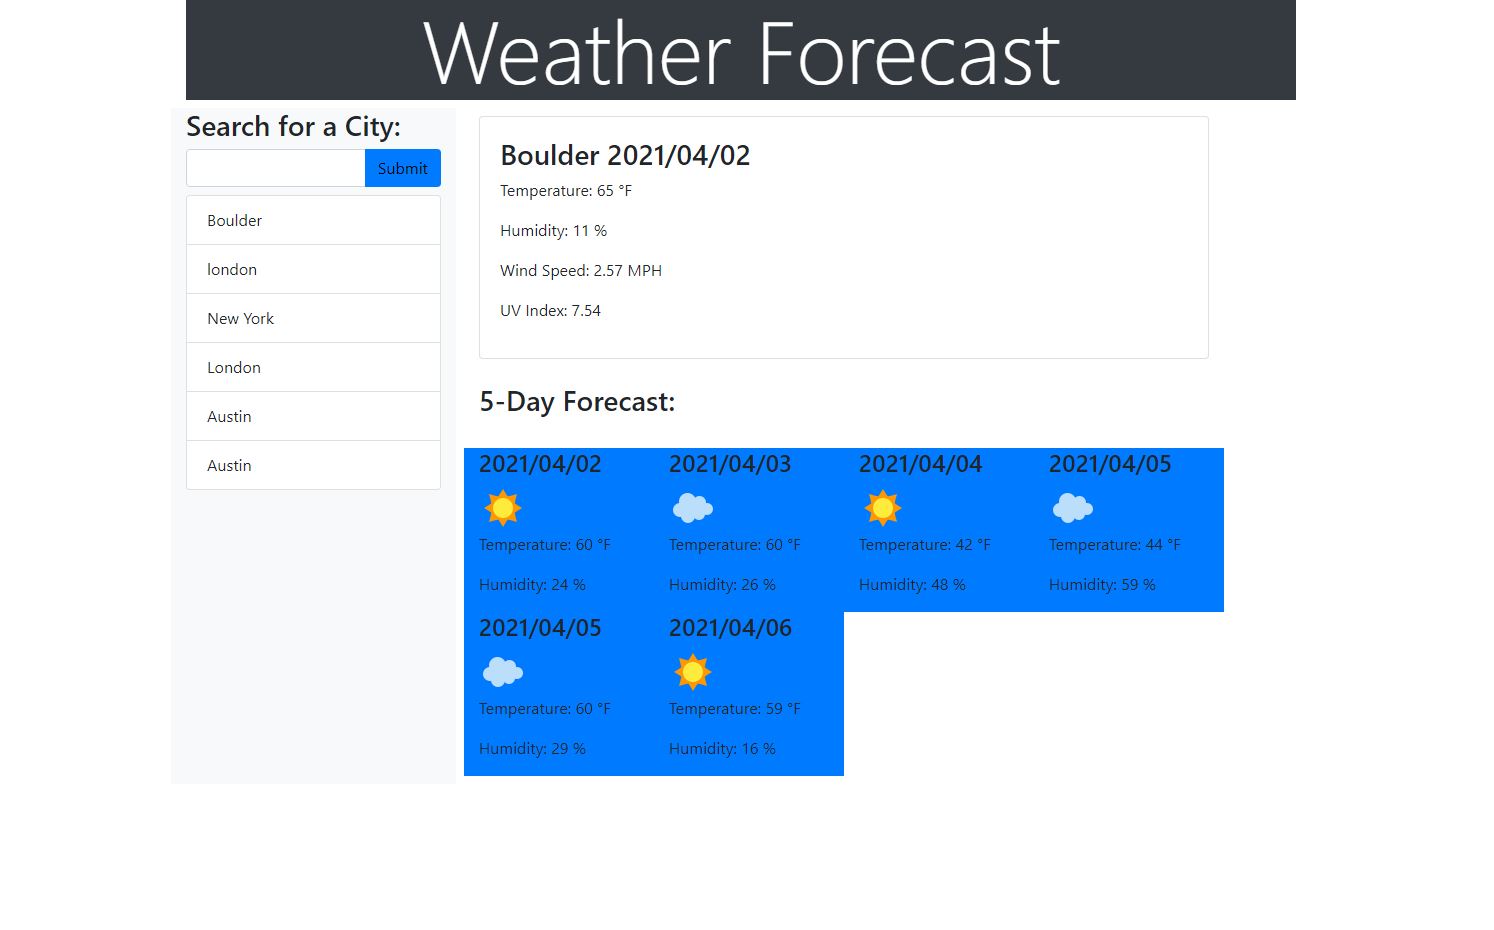 Weather Forecast
Search for a City:
Submit
Boulder
london
New York
London
Austin
Austin
Boulder 2021/04/02
Temperature: 65 °F
Humidity: 11 %
Wind Speed: 2.57 MPH
UV Index: 7.54
5-Day Forecast:
2021/04/02
Temperature: 60 °F
Humidity: 24 %
2021/04/03
Temperature: 60 °F
Humidity: 26 %
2021/04/04
Temperature: 42 °F
Humidity: 48 %
2021/04/05
Temperature: 44 °F
Humidity: 59 %
2021/04/05
Temperature: 60 °F
Humidity: 29 %
2021/04/06
Temperature: 59 °F
Humidity: 16 %